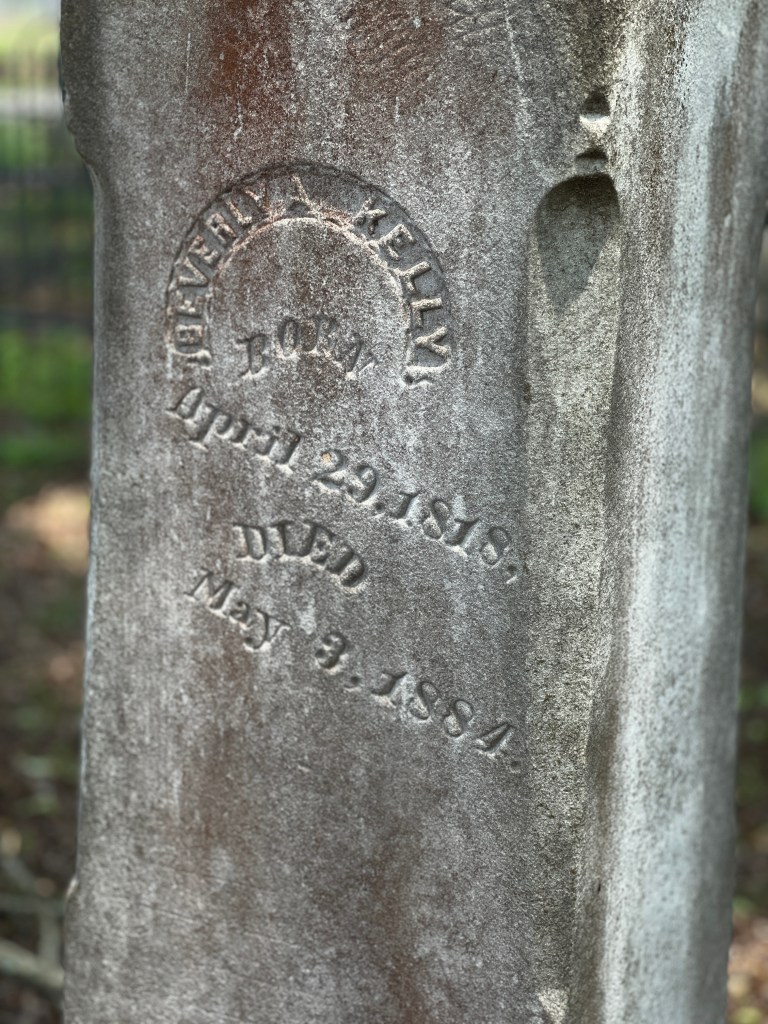 BEVERLY A KELLY,
BORN
April 29, 1818,
DIED
May 3, 1884.